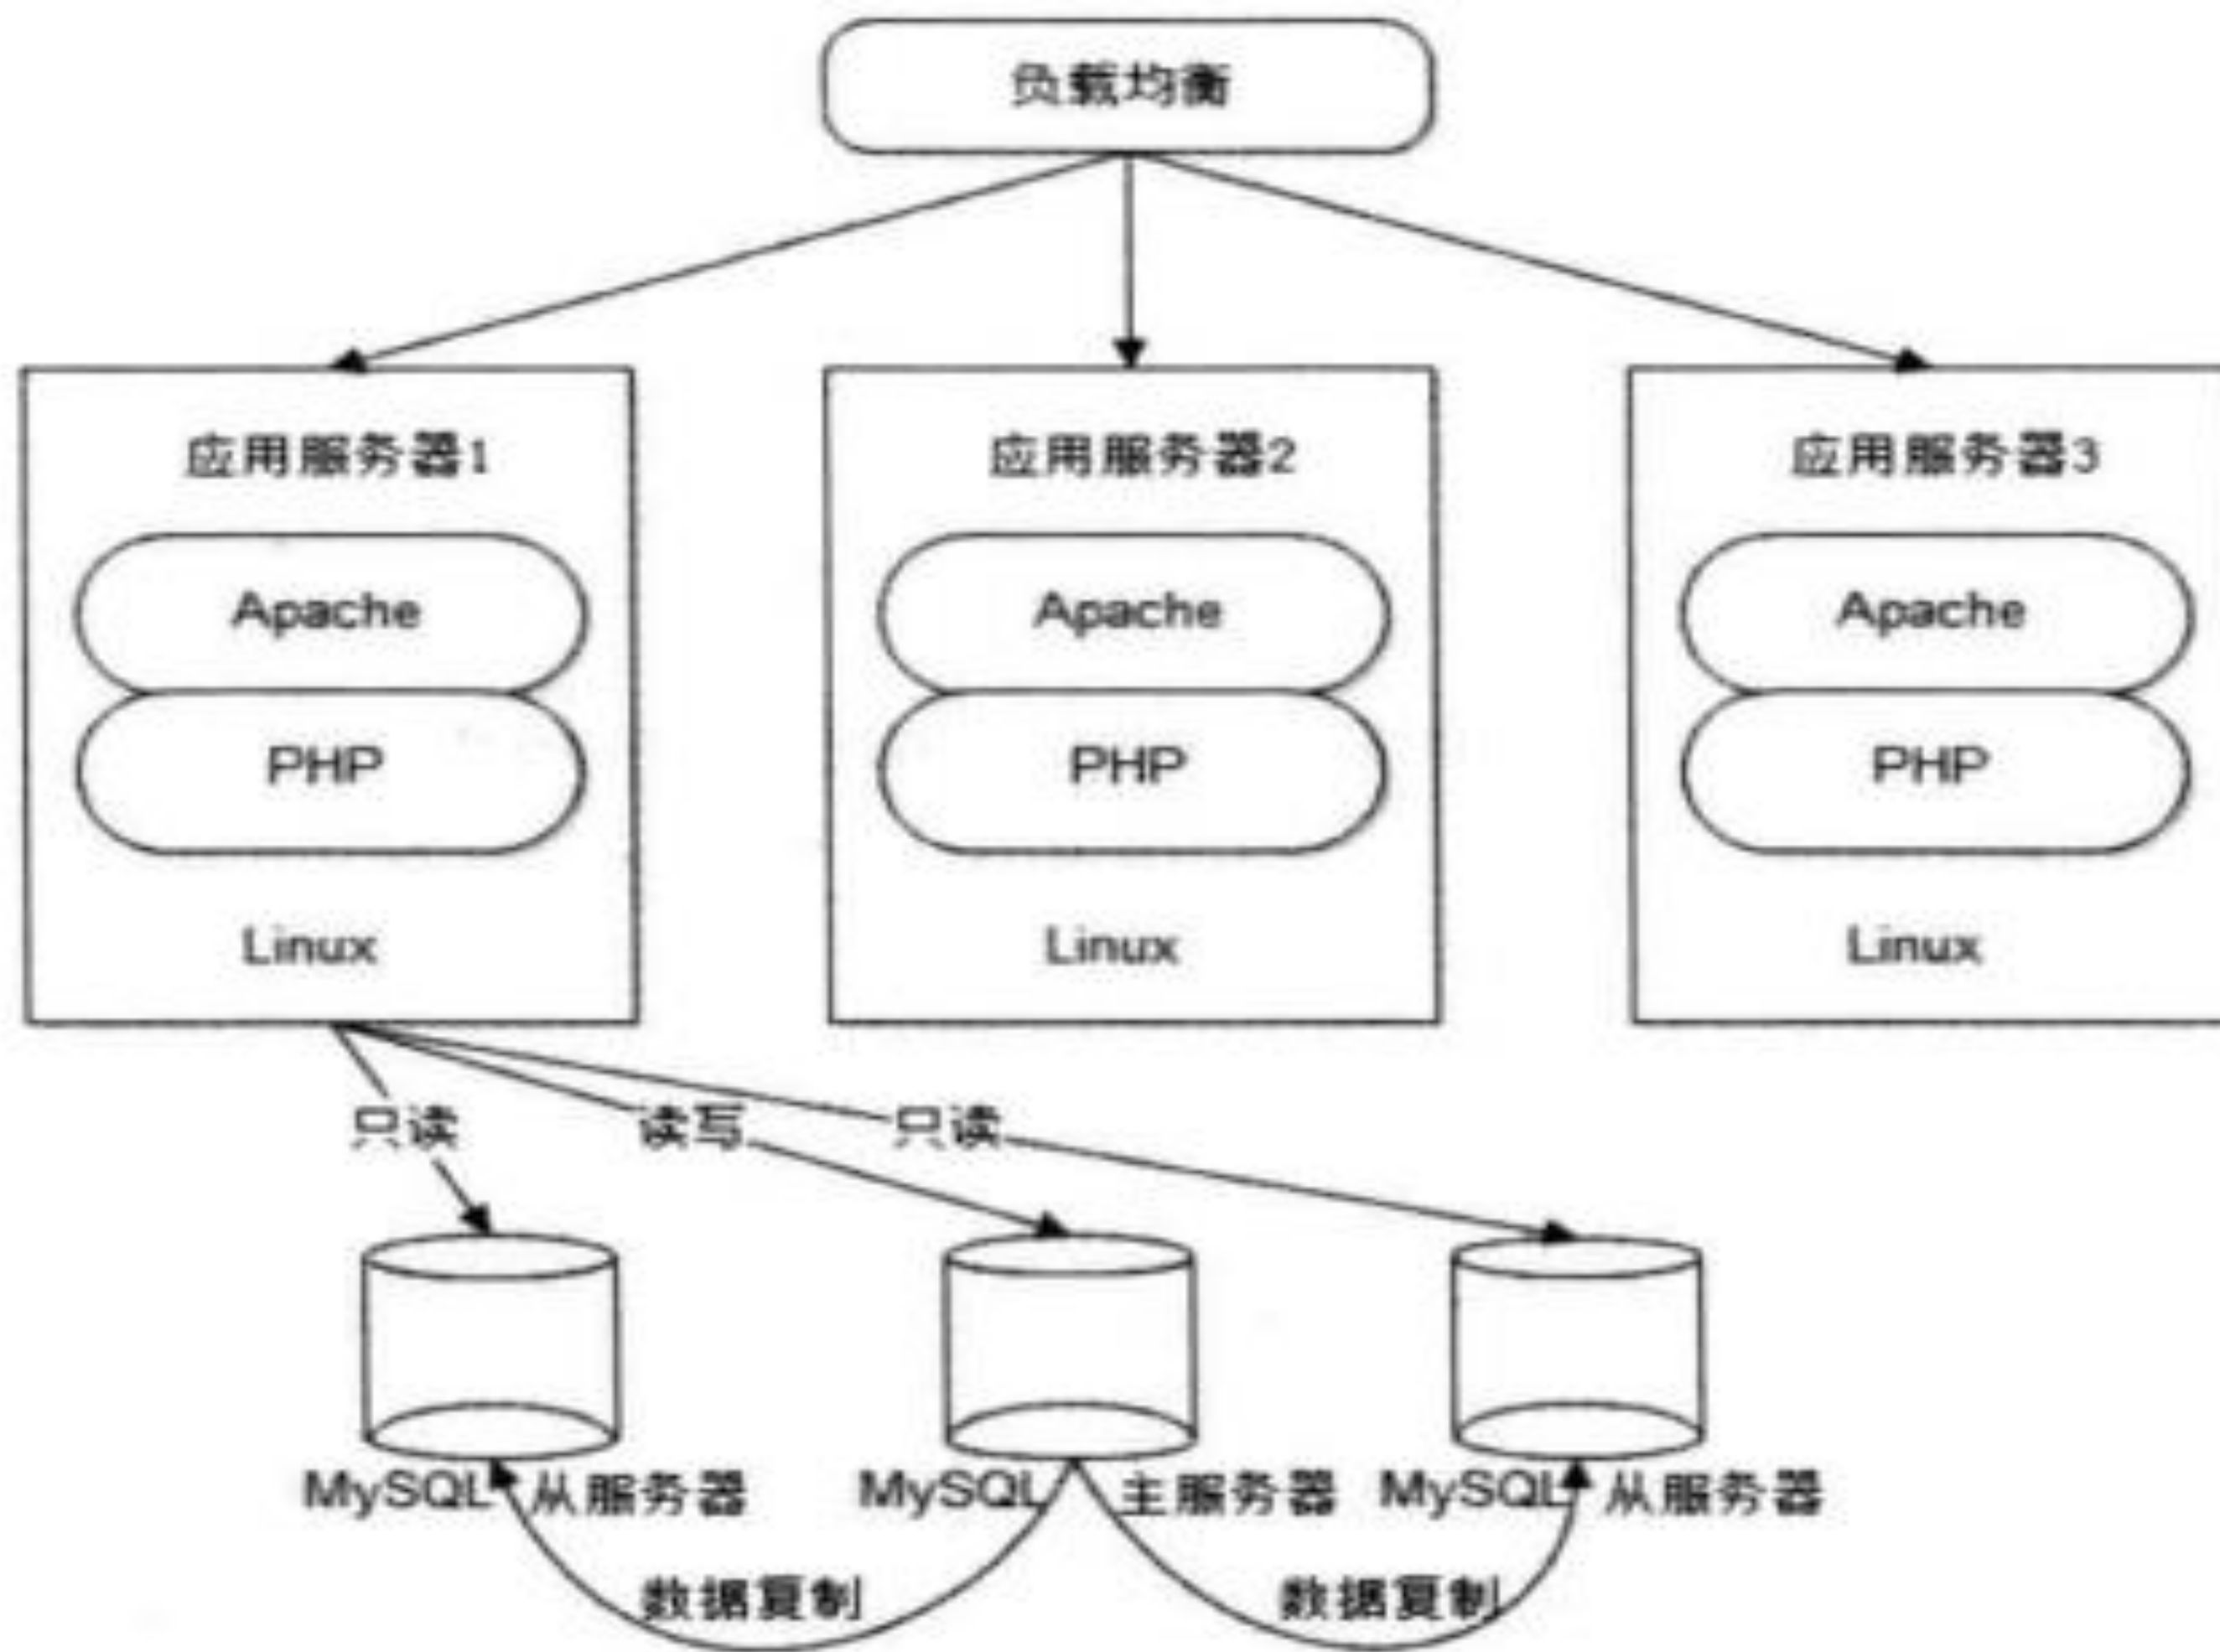 负载均衡
应用服务器1
应用服务器2
应用服务器3
Apache
Apache
Apache
PHP
PHP
PHP
Linux
Linux
Linux
只读
读写
只读
MySQL 从服务器
MySQL 主服务器
MySQL 从服务器
数据复制
数据复制